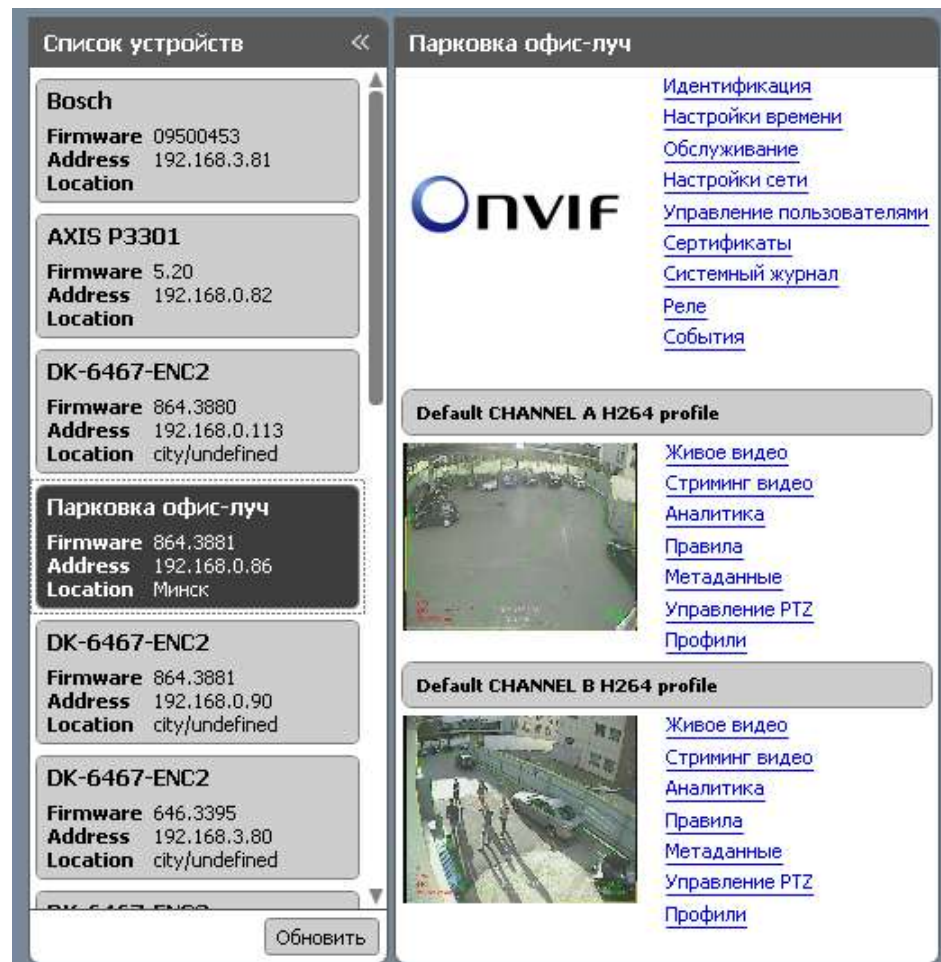 Список устройств «
Bosch
Firmware 09500453
Address 192.168.3.81
Location
AXIS P3301
Firmware 5.20
Address 192.168.0.82
Location
DK-6467-ENC2
Firmware 864.3880
Address 192.168.0.113
Location city/undefined
Парковка офис-луч
Firmware 864.3881
Address 192.168.0.86
Location Минск
DK-6467-ENC2
Firmware 864.3881
Address 192.168.0.90
Location city/undefined
DK-6467-ENC2
Firmware 646.3395
Address 192.168.3.80
Location city/undefined
Обновить
Парковка офис-луч
ONVIF
Идентификация
Настройки времени
Обслуживание
Настройки сети
Управление пользователями
Сертификаты
Системный журнал
Реле
События
Default CHANNEL A H264 profile
Живое видео
Стриминг видео
Аналитика
Правила
Метаданные
Управление PTZ
Профили
Default CHANNEL B H264 profile
Живое видео
Стриминг видео
Аналитика
Правила
Метаданные
Управление PTZ
Профили